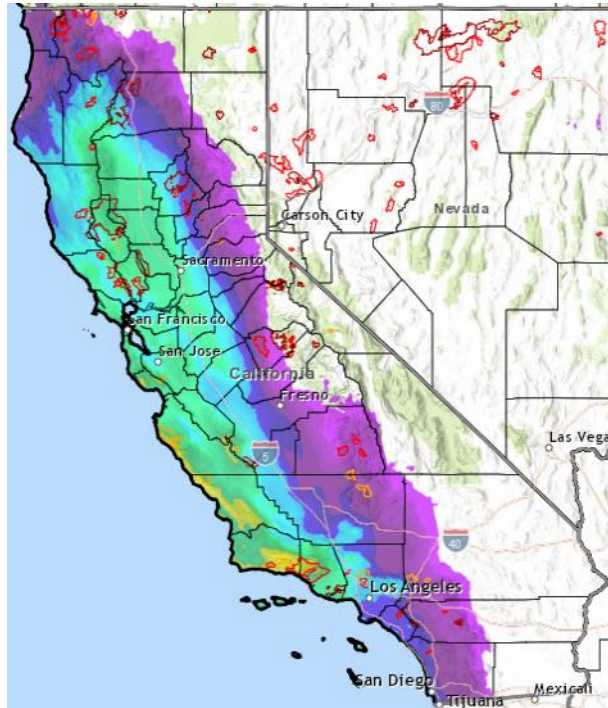 80
Carson City
Nevada
Sacramento
San Francisco
San Jose
California
Fresno
5
Las Vega
40
Los Angeles
San Diego
Tijuana
Mexicali